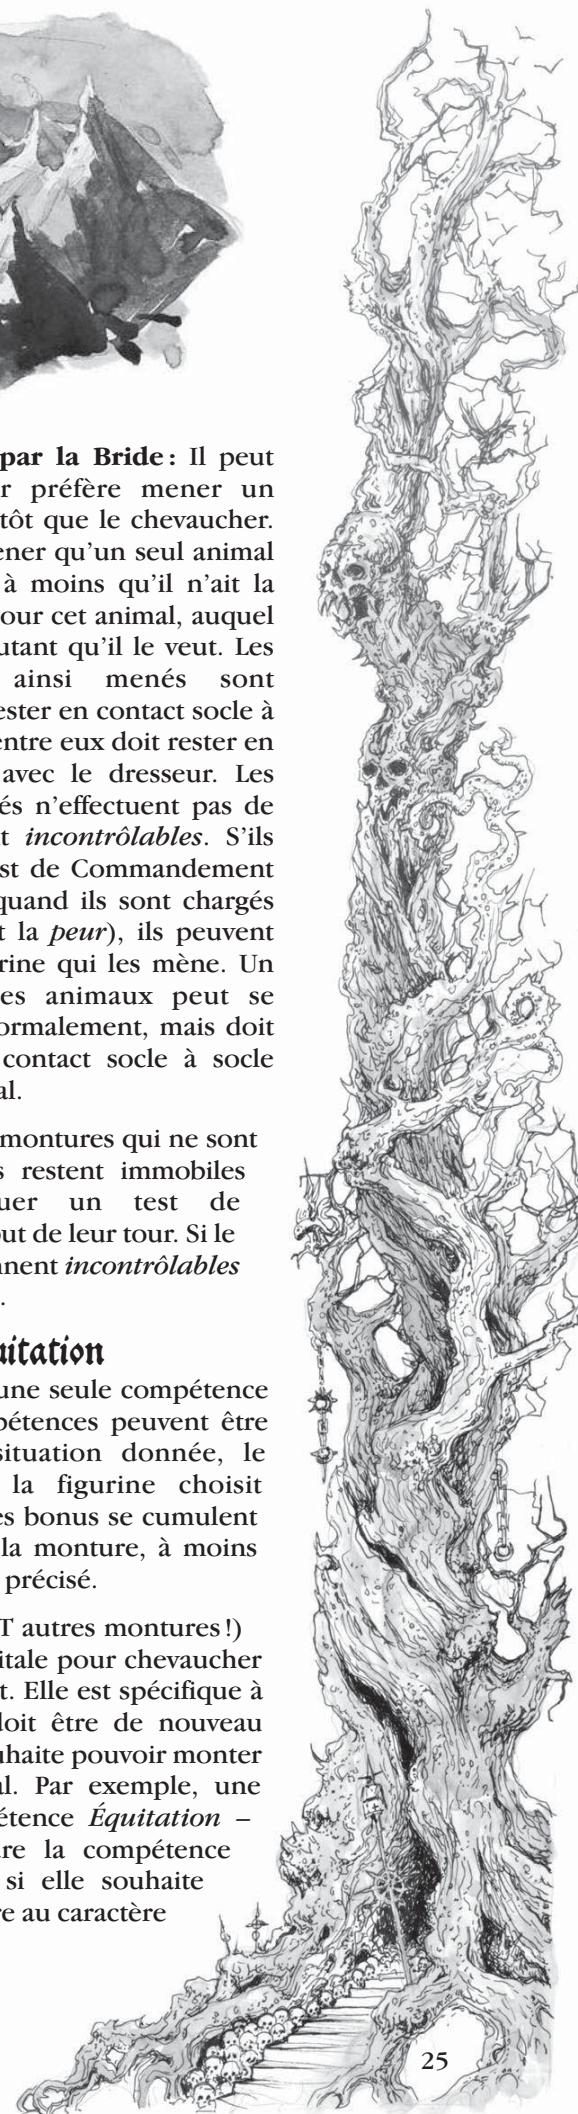 par la Bride : Il peut
r préfère mener un
tôt que le chevaucher.
ener qu'un seul animal
à moins qu'il n'ait la
our cet animal, auquel
utant qu'il le veut. Les
ainsi menés sont
ester en contact socle à
entre eux doit rester en
avec le dresseur. Les
és n'effectuent pas de
t incontrôlables. S'ils
st de Commandement
quand ils sont chargés
t la peur), ils peuvent
rine qui les mène. Un
es animaux peut se
ormalement, mais doit
contact socle à socle
al.
montures qui ne sont
s restent immobiles
uer un test de
ut de leur tour. Si le
nnent incontrôlables
.
uitation
une seule compétence
pétences peuvent être
situation donnée, le
la figurine choisit
es bonus se cumulent
la monture, à moins
précisé.
T autres montures !)
itale pour chevaucher
t. Elle est spécifique à
doit être de nouveau
uhaite pouvoir monter
al. Par exemple, une
pétence Équitation –
re la compétence
si elle souhaite
re au caractère
25